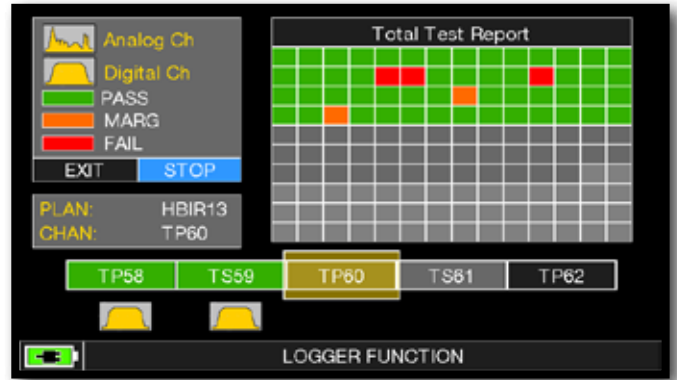 Analog Ch
Digital Ch
PASS
MARG
FAIL
EXIT STOP
PLAN: HBIR13
CHAN: TP60
Total Test Report
TP58 TS59 TP60 TS61 TP62
LOGGER FUNCTION